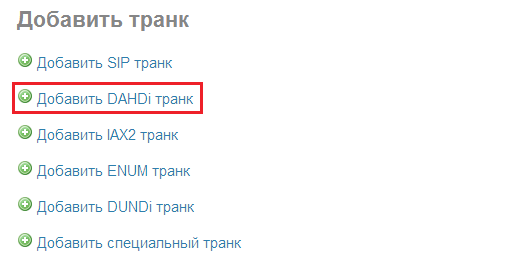 Добавить транк
Добавить SIP транк
Добавить DAHDi транк
Добавить IAX2 транк
Добавить ENUM транк
Добавить DUNDi транк
Добавить специальный транк